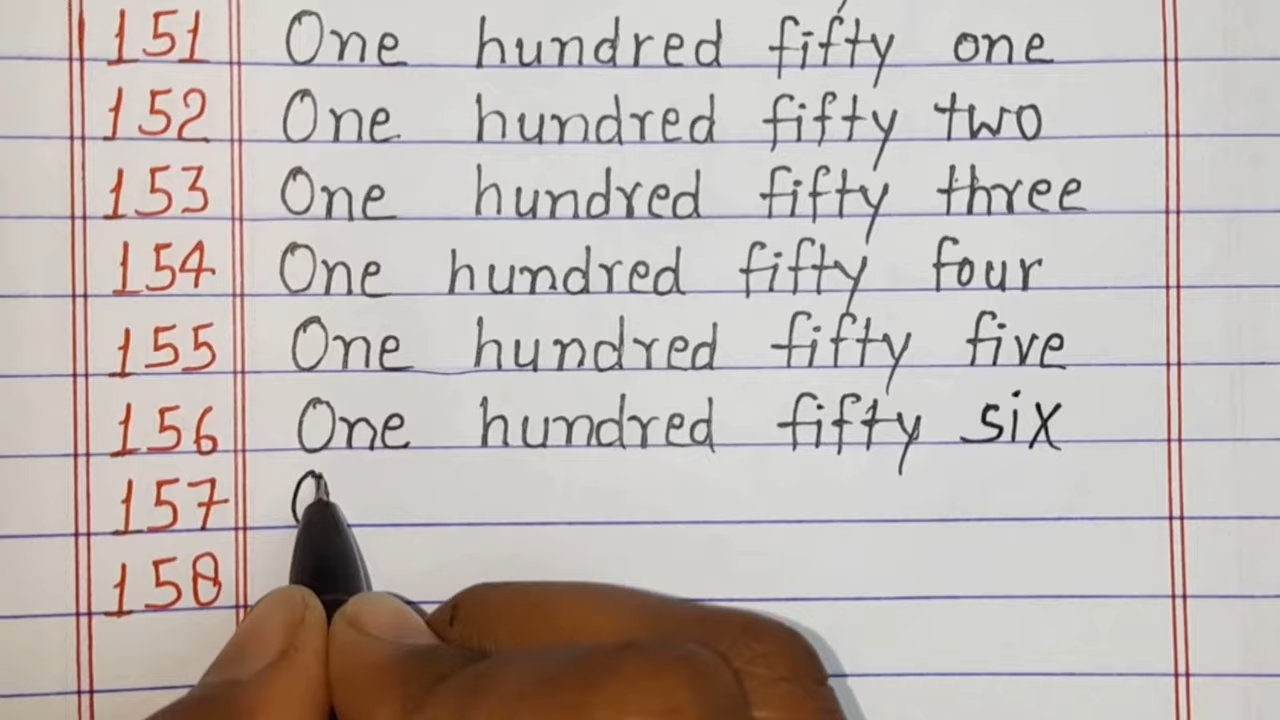 151 One hundred fifty one
152 One hundred fifty two
153 One hundred fifty three
154 One hundred fifty four
155 One hundred fifty five
156 One hundred fifty six
157 O
158